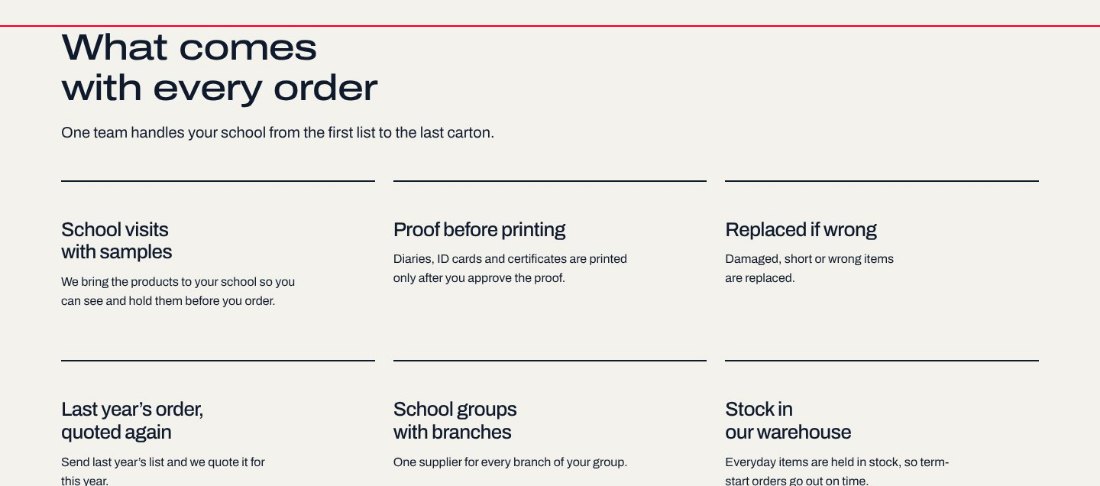 What comes
with every order
One team handles your school from the first list to the last carton.
School visits
with samples
We bring the products to your school so you
can see and hold them before you order.
Proof before printing
Diaries, ID cards and certificates are printed
only after you approve the proof.
Replaced if wrong
Damaged, short or wrong items
are replaced.
Last year’s order,
quoted again
Send last year’s list and we quote it for
this year.
School groups
with branches
One supplier for every branch of your group.
Stock in
our warehouse
Everyday items are held in stock, so term-
start orders go out on time.